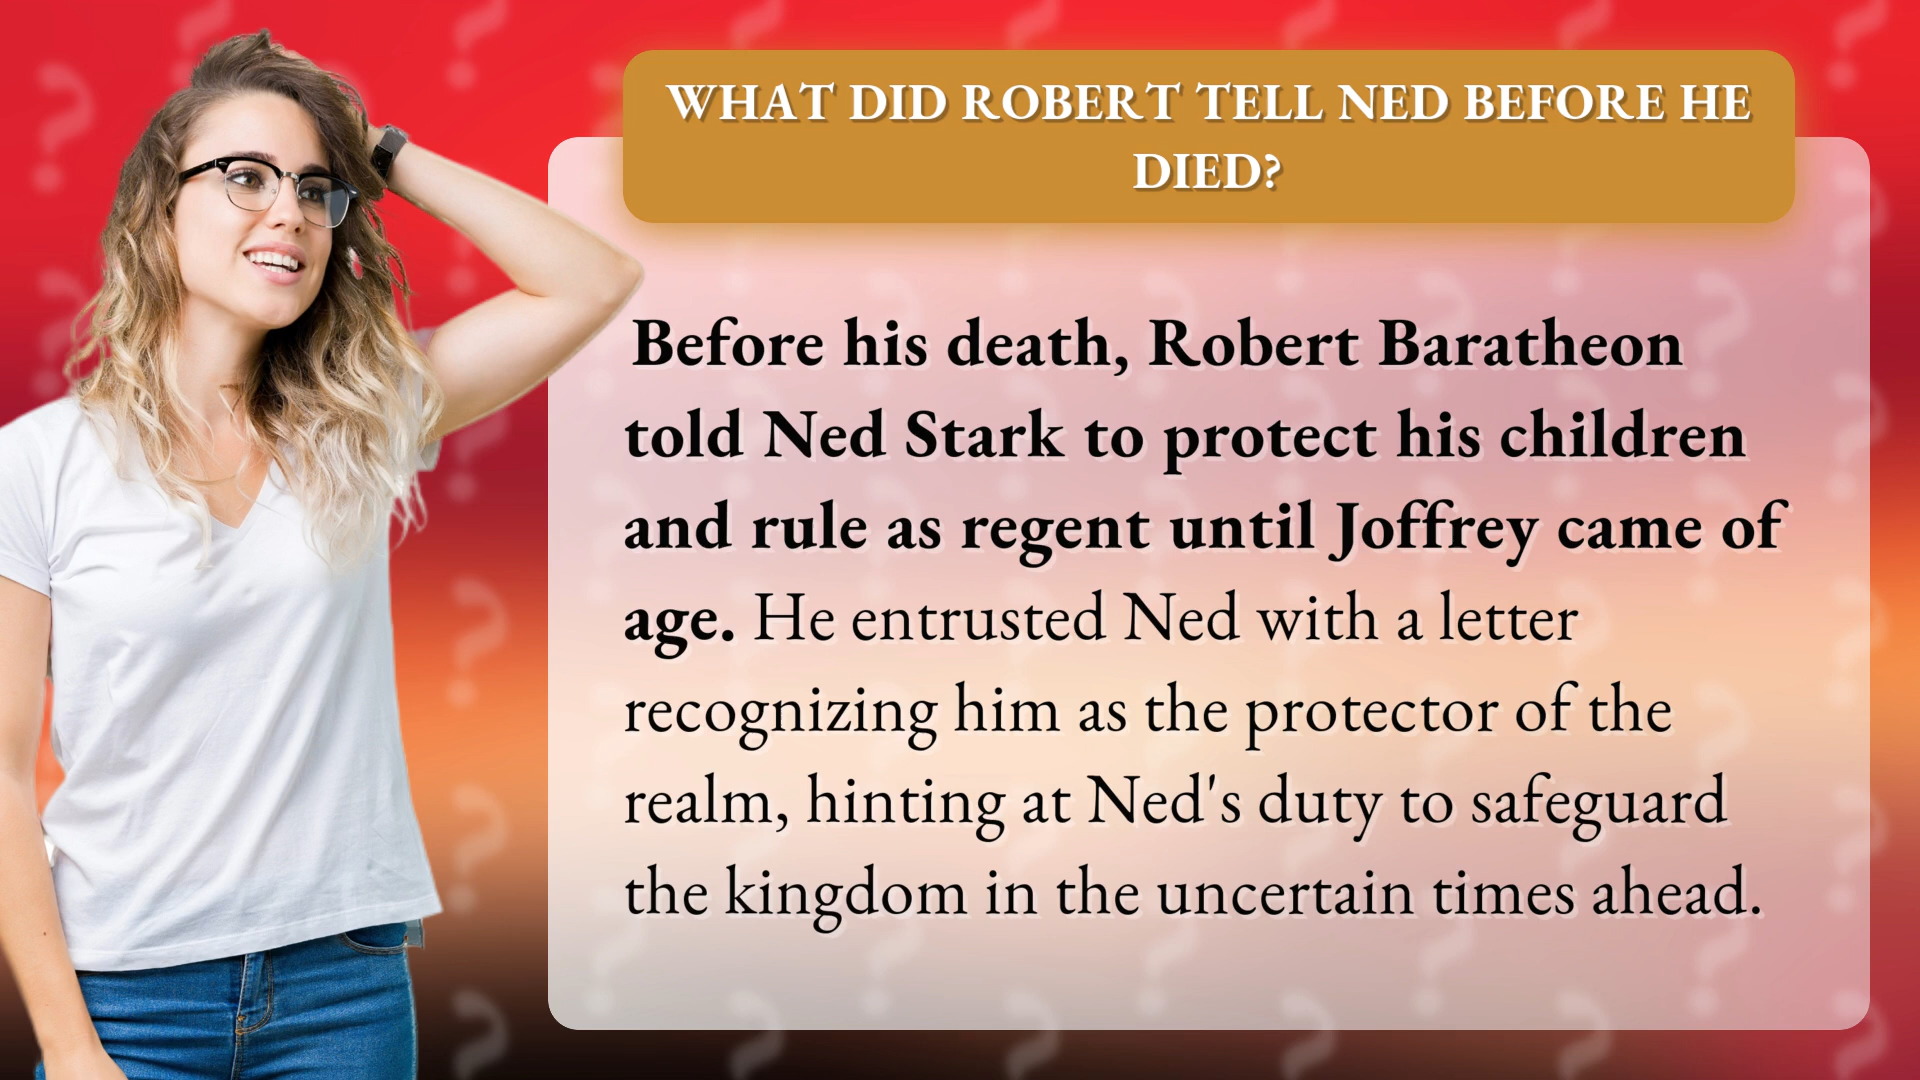 WHAT DID ROBERT TELL NED BEFORE HE
DIED?
Before his death, Robert Baratheon
told Ned Stark to protect his children
and rule as regent until Joffrey came of
age. He entrusted Ned with a letter
recognizing him as the protector of the
realm, hinting at Ned's duty to safeguard
the kingdom in the uncertain times ahead.